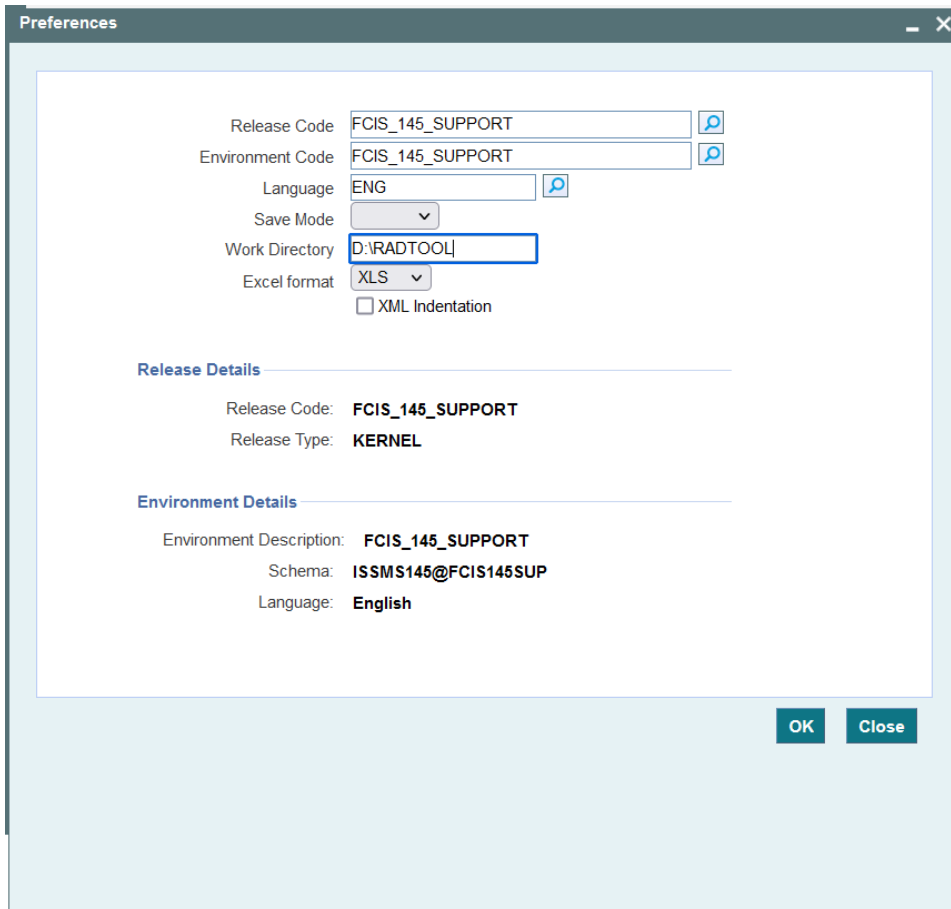 Preferences
Release Code FCIS_145_SUPPORT
Environment Code FCIS_145_SUPPORT
Language ENG
Save Mode
Work Directory D:\RADTOOL
Excel format XLS
XML Indentation
Release Details
Release Code: FCIS_145_SUPPORT
Release Type: KERNEL
Environment Details
Environment Description: FCIS_145_SUPPORT
Schema: ISSMS145@FCIS145SUP
Language: English
OK Close